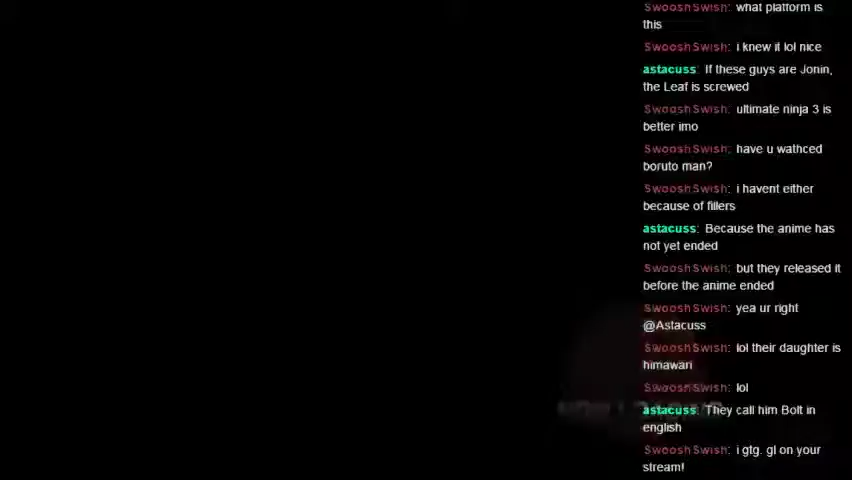 SwooshSwish: what platform is
this
SwooshSwish: i knew it lol nice
astacuss: If these guys are Jonin,
the Leaf is screwed
SwooshSwish: ultimate ninja 3 is
better imo
SwooshSwish: have u wathced
boruto man?
SwooshSwish: i havent either
because of fillers
astacuss: Because the anime has
not yet ended
SwooshSwish: but they released it
before the anime ended
SwooshSwish: yea ur right
@Astacuss
SwooshSwish: lol their daughter is
himawari
SwooshSwish: lol
astacuss: They call him Bolt in
english
SwooshSwish: i gtg. gl on your
stream!